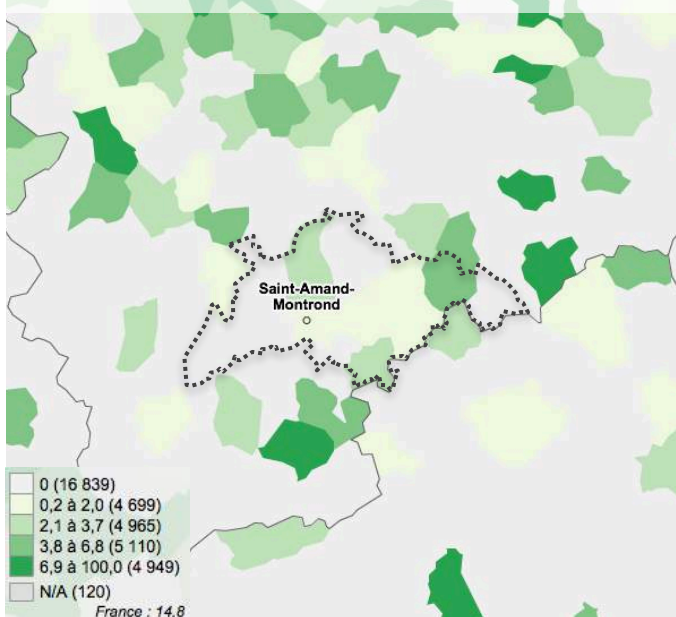 Saint-Amand-
Montrond
0 (16 839)
0,2 à 2,0 (4 699)
2,1 à 3,7 (4 965)
3,8 à 6,8 (5 110)
6,9 à 100,0 (4 949)
N/A (120)
France : 14,8